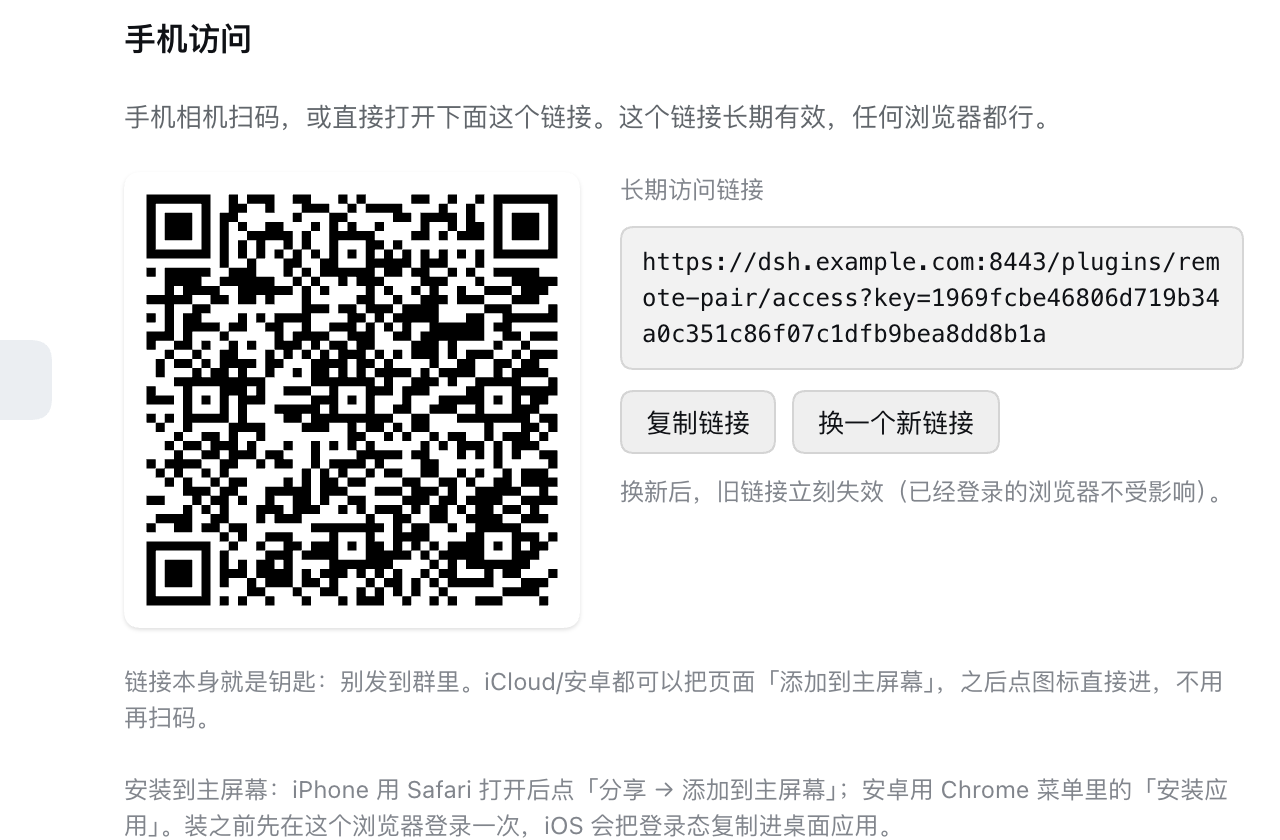 手机访问
手机相机扫码，或直接打开下面这个链接。这个链接长期有效，任何浏览器都行。
长期访问链接
https://dsh.example.com:8443/plugins/rem
ote-pair/access?key=1969fcbe46806d719b34
a0c351c86f07c1dfb9bea8dd8b1a
复制链接
换一个新链接
换新后，旧链接立刻失效（已经登录的浏览器不受影响）。
链接本身就是钥匙：别发到群里。iCloud/安卓都可以把页面「添加到主屏幕」，之后点图标直接进，不用
再扫码。
安装到主屏幕：iPhone 用 Safari 打开后点「分享 → 添加到主屏幕」；安卓用 Chrome 菜单里的「安装应
用」。装之前先在这个浏览器登录一次，iOS 会把登录态复制进桌面应用。